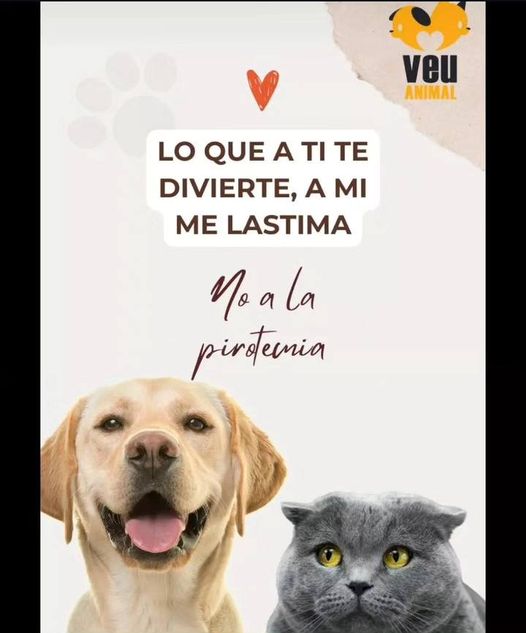 veu
ANIMAL
LO QUE A TI TE
DIVIERTE, A MI
ME LASTIMA
No a la
pirotecnia